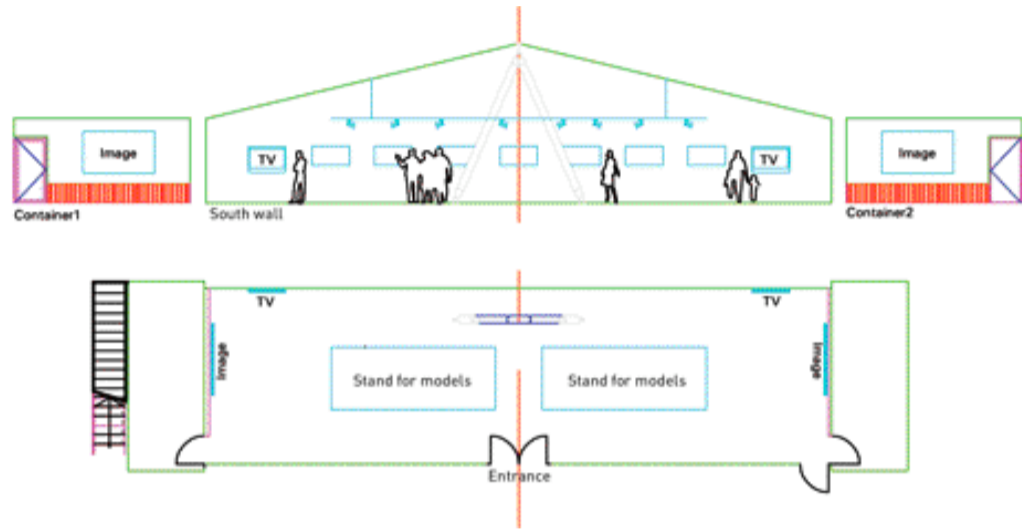 Image
TV
TV
Image
Container1
South wall
Container2
TV
TV
Image
Stand for models
Stand for models
Image
Entrance